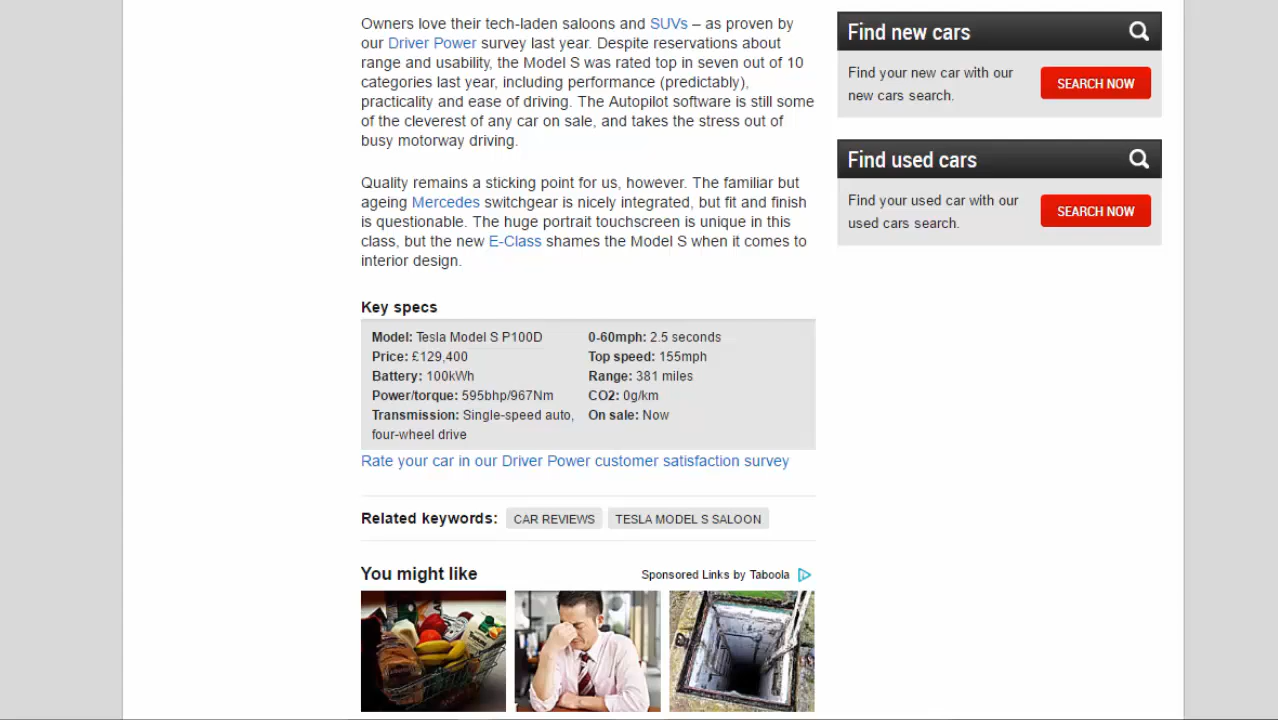 Owners love their tech-laden saloons and SUVs – as proven by
our Driver Power survey last year. Despite reservations about
range and usability, the Model S was rated top in seven out of 10
categories last year, including performance (predictably),
practicality and ease of driving. The Autopilot software is still some
of the cleverest of any car on sale, and takes the stress out of
busy motorway driving.
Quality remains a sticking point for us, however. The familiar but
ageing Mercedes switchgear is nicely integrated, but fit and finish
is questionable. The huge portrait touchscreen is unique in this
class, but the new E-Class shames the Model S when it comes to
interior design.
Key specs
Model: Tesla Model S P100D
Price: £129,400
Battery: 100kWh
Power/torque: 595bhp/967Nm
Transmission: Single-speed auto,
four-wheel drive
0-60mph: 2.5 seconds
Top speed: 155mph
Range: 381 miles
CO2: 0g/km
On sale: Now
Rate your car in our Driver Power customer satisfaction survey
Related keywords: CAR REVIEWS TESLA MODEL S SALOON
You might like
Sponsored Links by Taboola
Find new cars
Find your new car with our
new cars search.
SEARCH NOW
Find used cars
Find your used car with our
used cars search.
SEARCH NOW